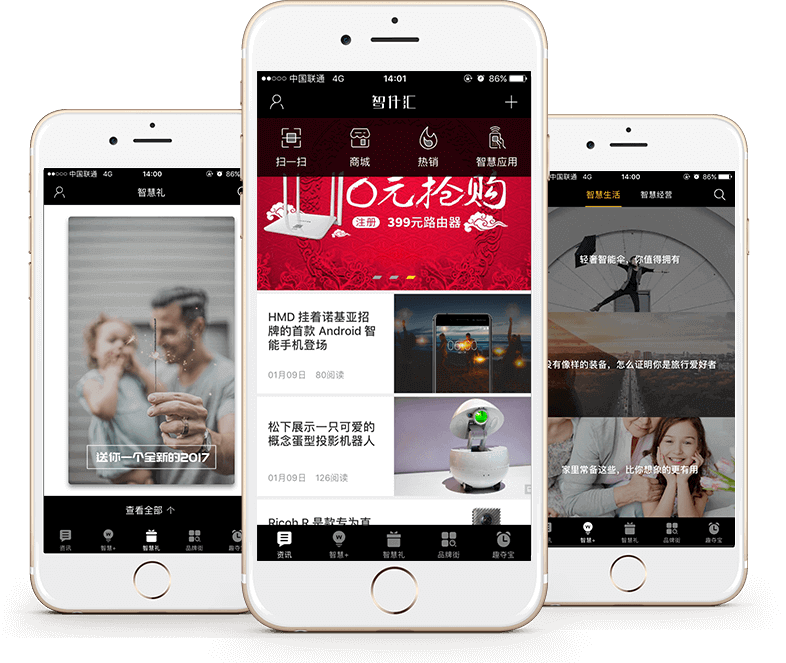 中国联通 4G 14:00 86%
智慧礼
送你一个全新的2017
查看全部
资讯 智慧+ 智慧礼 品牌街 趣夺宝
中国联通 4G 14:01 86%
智什汇
扫一扫 商城 热销 智慧应用
10元抢购
注册 399元路由器
HMD 挂着诺基亚招
牌的首款 Android 智
能手机登场
01月09日 80阅读
松下展示一只可爱的
概念蛋型投影机器人
01月09日 126阅读
Ricoh R 是款专为直
资讯 智慧+ 智慧礼 品牌街 趣夺宝
中国联通 4G 14:00 86%
智慧生活 智慧经营
轻奢智能伞,你值得拥有
没有像样的装备,怎么证明你是旅行爱好者
家里常备这些,比你想象的更有用
智慧+ 智慧礼 品牌街 趣夺宝